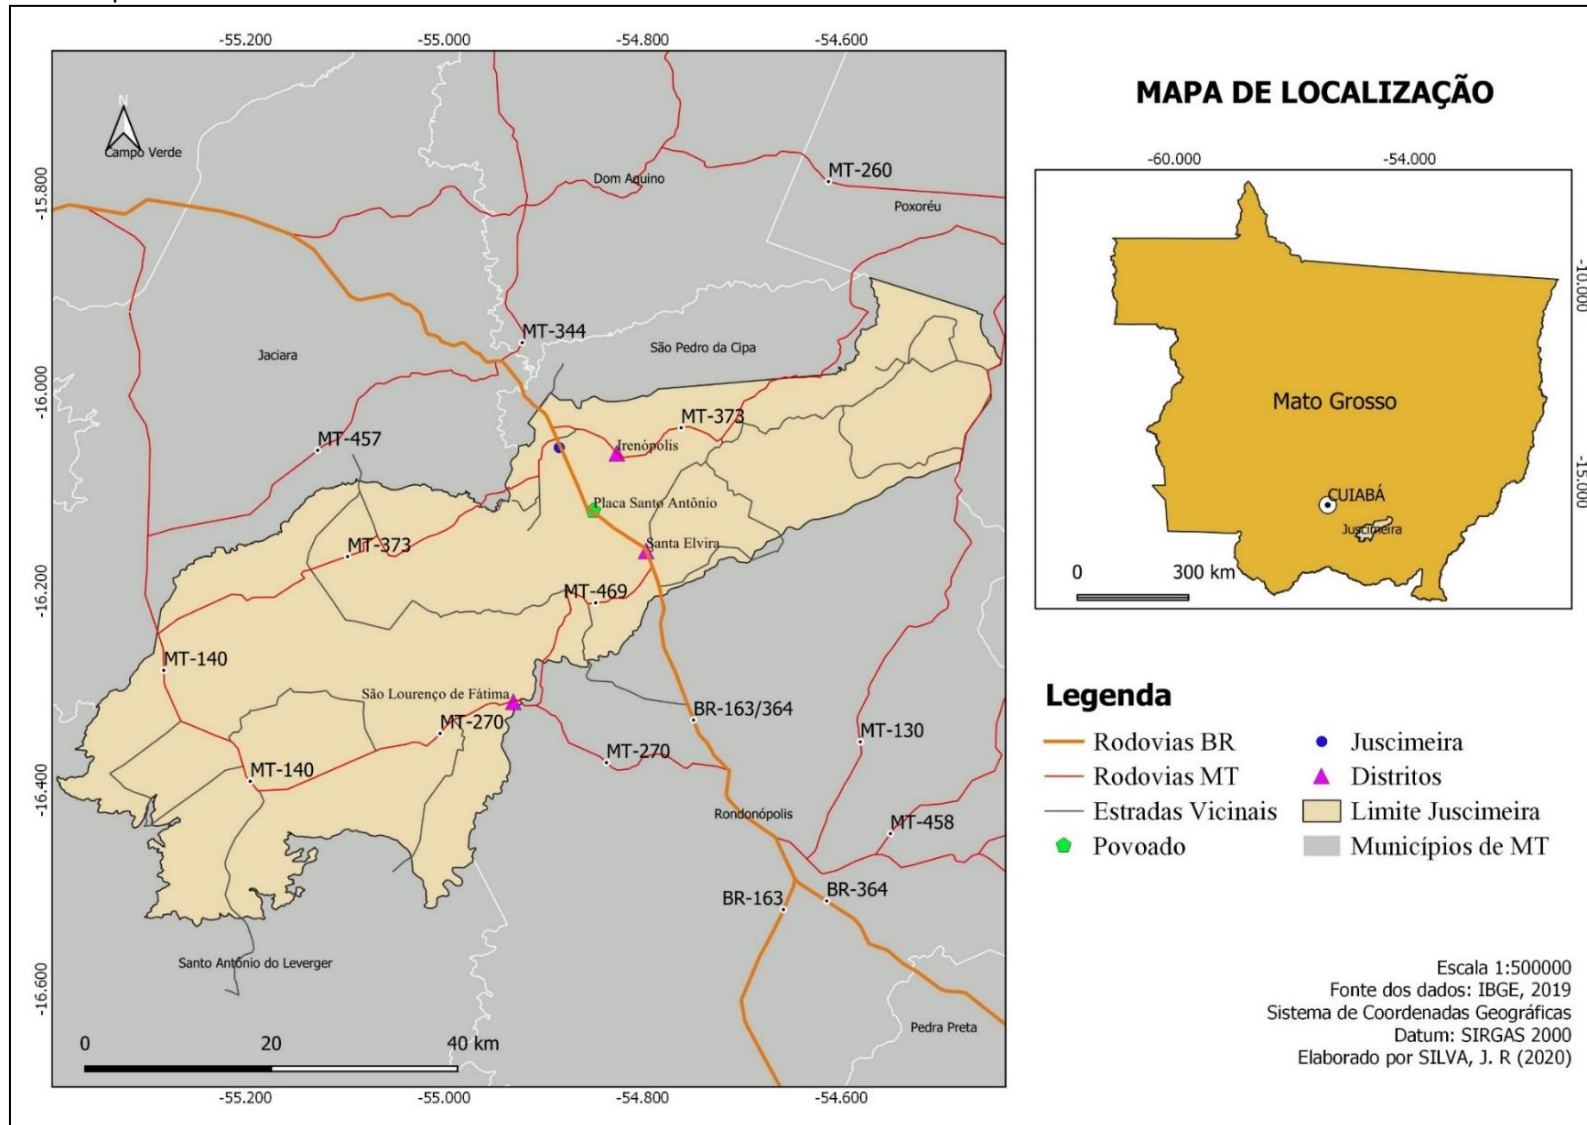 -55.200
-55.000
-54.800
-54.600
N
Campo Verde
Dom Aquino
MT-260
Poxoréu
-15.800
MT-344
São Pedro da Cipa
Jaciara
-16.000
MT-373
MT-457
Irenópolis
Placa Santo Antônio
Santa Elvira
MT-373
MT-469
-16.200
MT-140
São Lourenço de Fátima
MT-270
BR-163/364
MT-130
MT-270
MT-140
-16.400
Rondonópolis
MT-458
BR-163
BR-364
Santo Antônio do Leverger
-16.600
Pedra Preta
0 20 40 km
-55.200
-55.000
-54.800
-54.600
MAPA DE LOCALIZAÇÃO
-60.000
-54.000
-10.000
Mato Grosso
-15.000
CUIABÁ
Juscimeira
0 300 km
Legenda
Rodovias BR
Juscimeira
Rodovias MT
Distritos
Estradas Vicinais
Limite Juscimeira
Povoado
Municípios de MT
Escala 1:500000
Fonte dos dados: IBGE, 2019
Sistema de Coordenadas Geográficas
Datum: SIRGAS 2000
Elaborado por SILVA, J. R (2020)